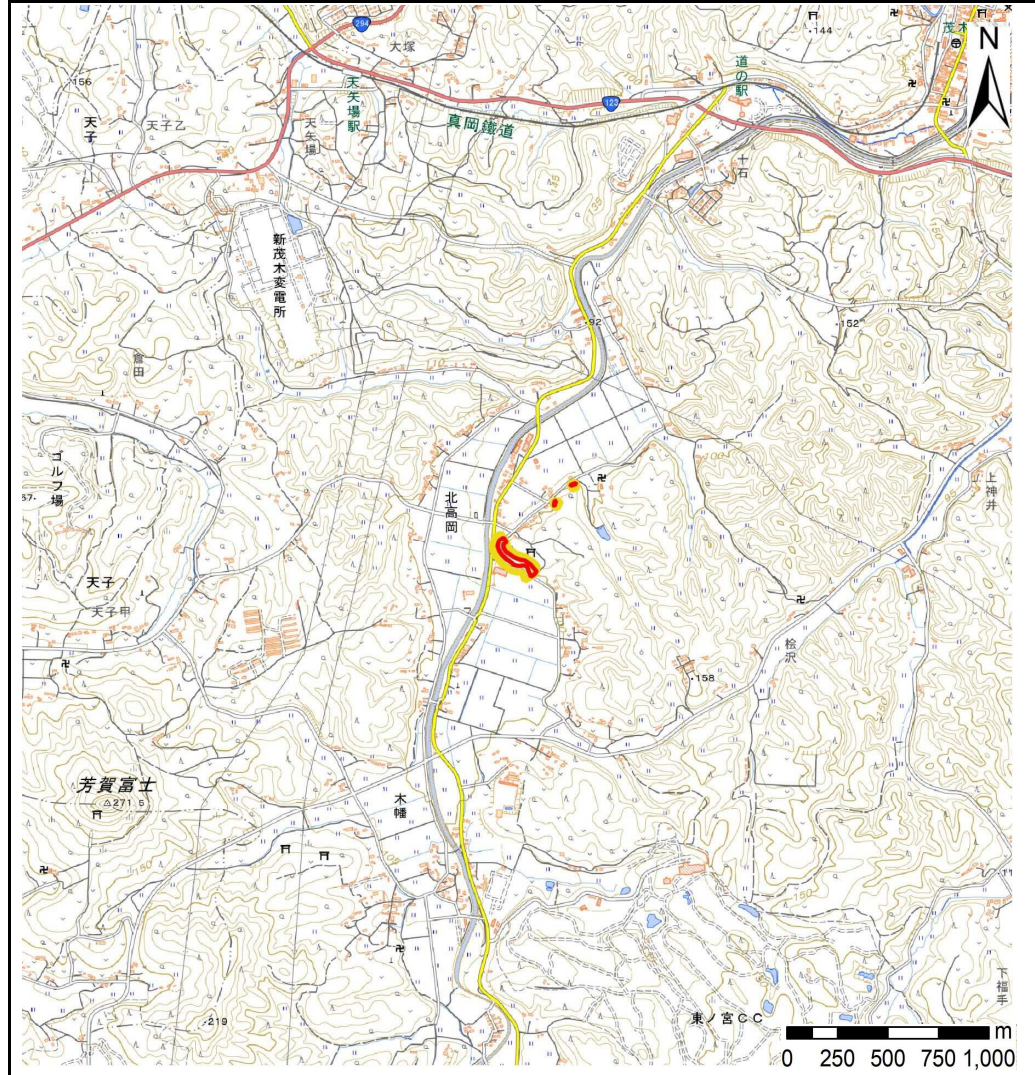 294
大塚
144
茂木
N
道の駅
156
天矢場駅
123
天子
天子乙
真岡鐵道
天矢場
十石
新茂木変電所
92
152
倉田
ゴルフ場
北高岡
上神井
天子
天子甲
桧沢
158
芳賀富士
271.5
木幡
150
219
下福手
東ノ宮CC
m
0 250 500 750 1,000